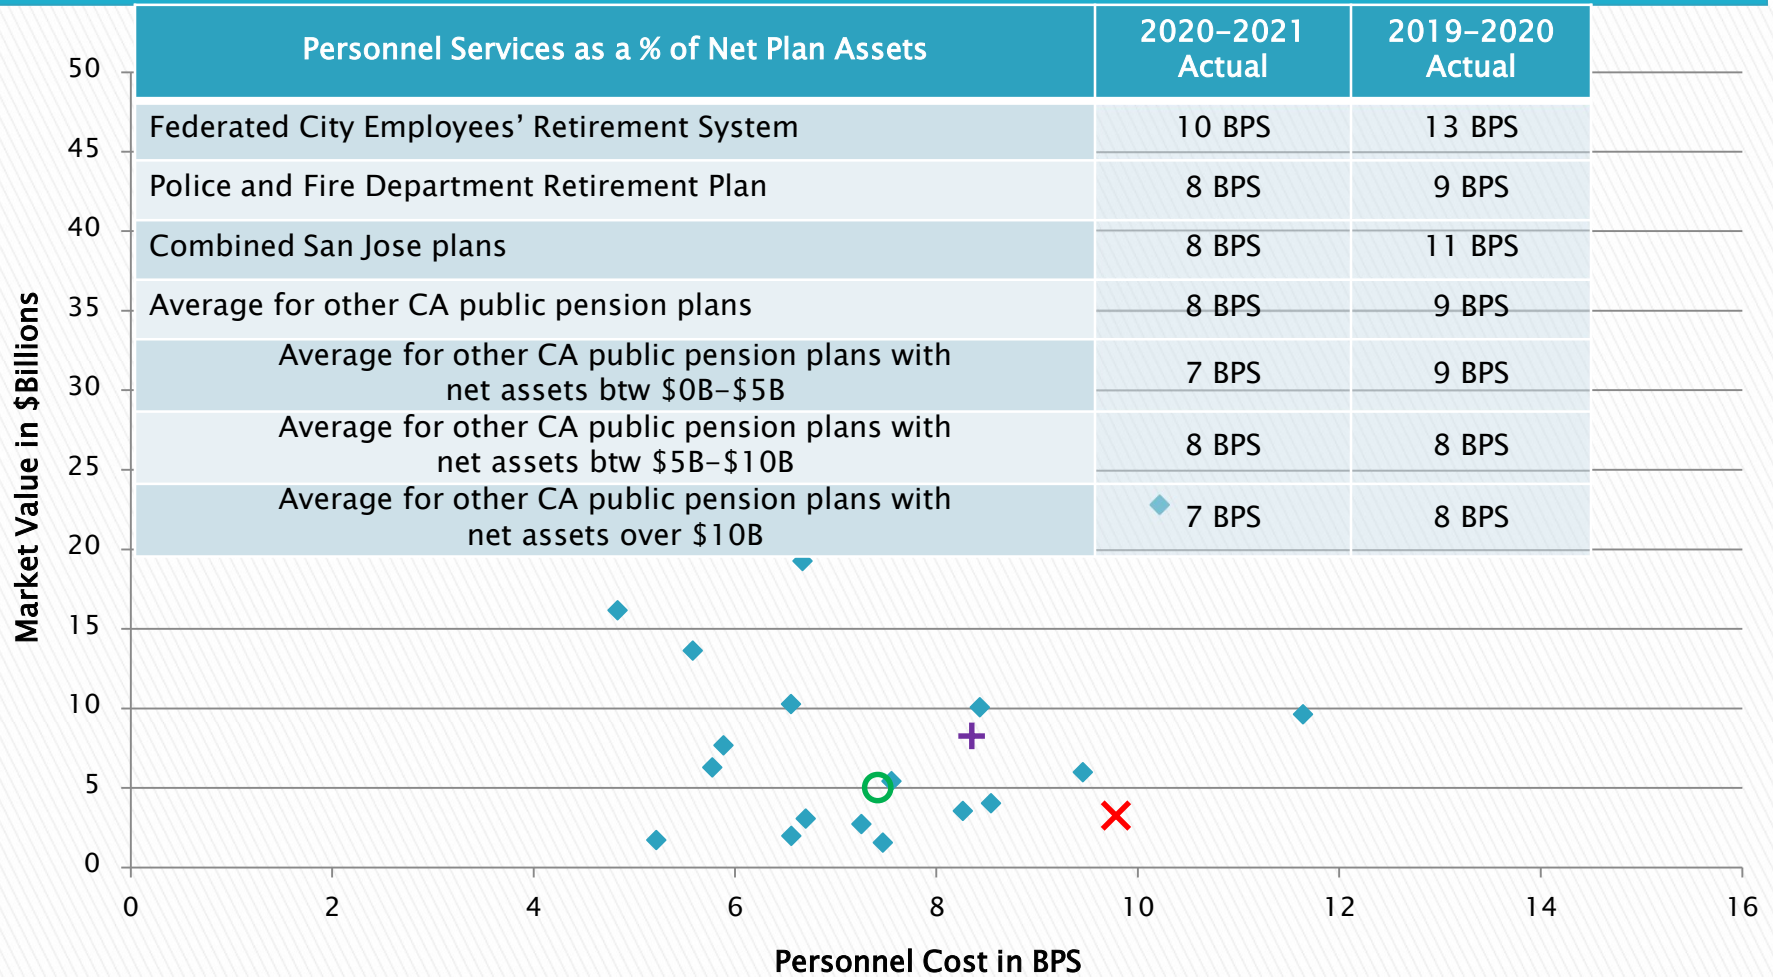 Personnel Services as a % of Net Plan Assets
2020-2021
Actual
2019-2020
Actual
Federated City Employees’ Retirement System
10 BPS
13 BPS
Police and Fire Department Retirement Plan
8 BPS
9 BPS
Combined San Jose plans
8 BPS
11 BPS
Average for other CA public pension plans
8 BPS
9 BPS
Average for other CA public pension plans with
net assets btw $0B-$5B
7 BPS
9 BPS
Average for other CA public pension plans with
net assets btw $5B-$10B
8 BPS
8 BPS
Average for other CA public pension plans with
net assets over $10B
7 BPS
8 BPS
Market Value in $Billions
50
45
40
35
30
25
20
15
10
5
0
0 2 4 6 8 10 12 14 16
Personnel Cost in BPS